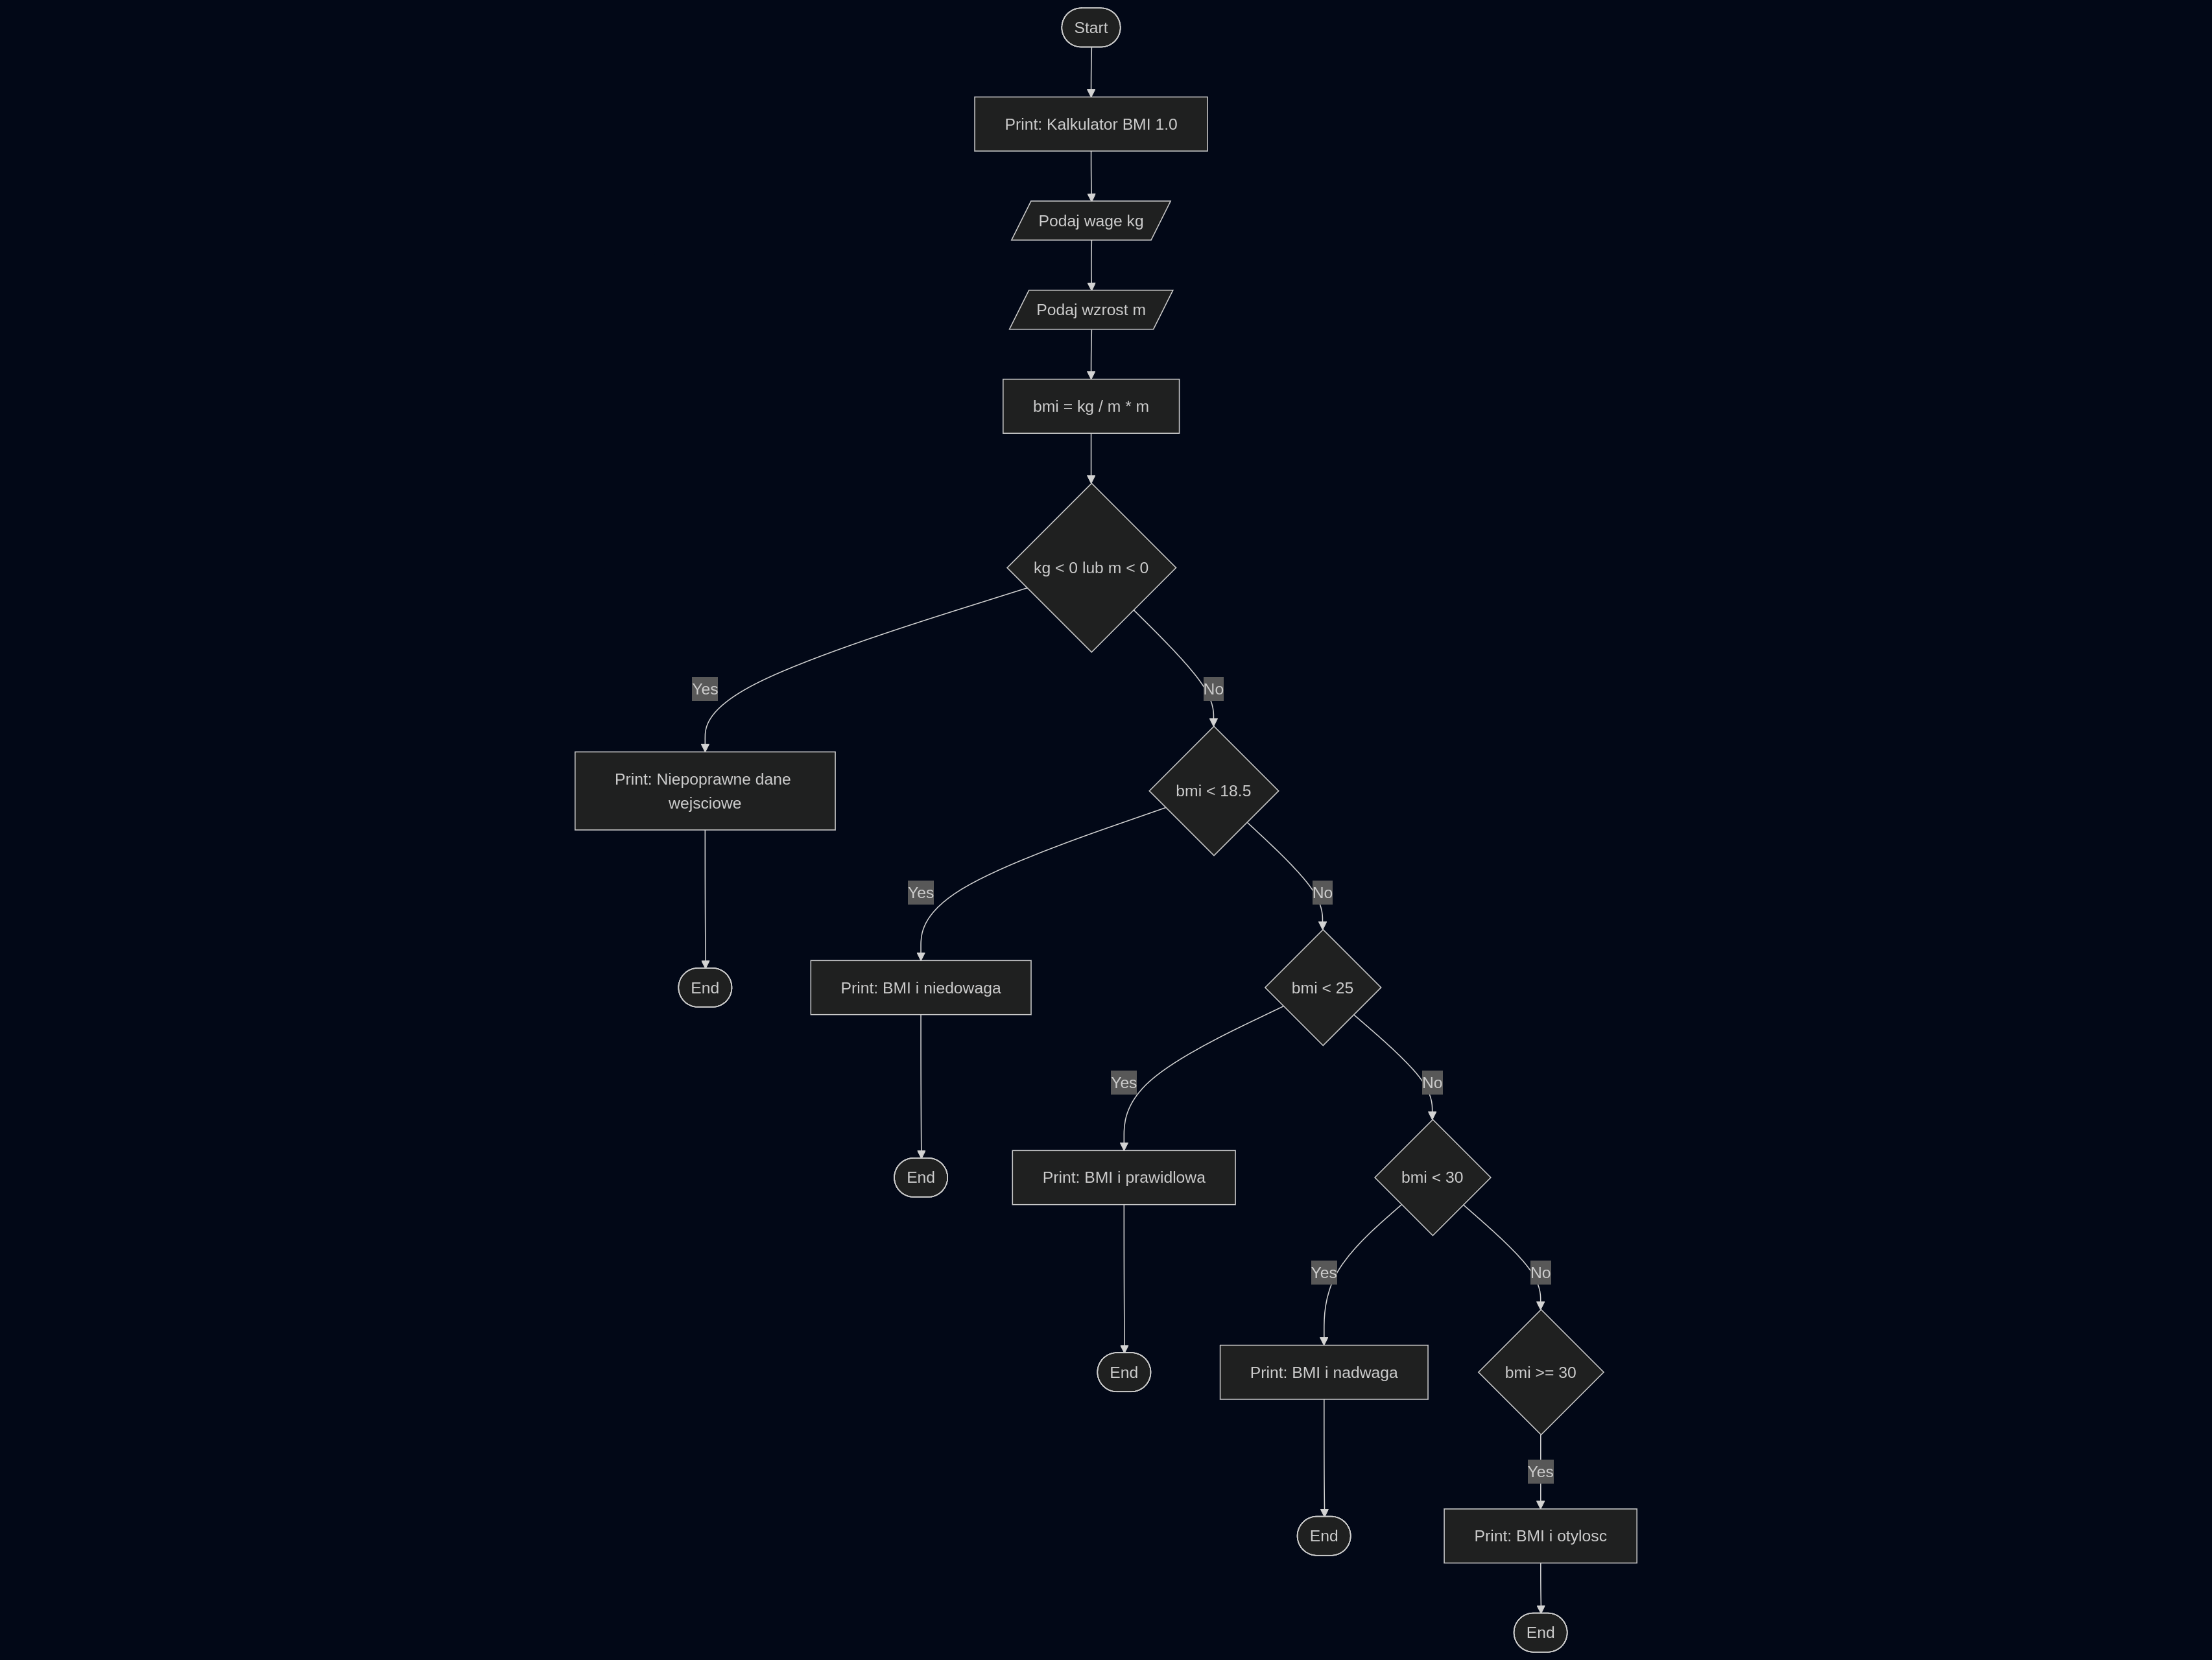 Start
Print: Kalkulator BMI 1.0
Podaj wage kg
Podaj wzrost m
bmi = kg / m * m
kg < 0 lub m < 0
Yes
No
Print: Niepoprawne dane
wejsciowe
bmi < 18.5
Yes
No
End
Print: BMI i niedowaga
bmi < 25
Yes
No
End
Print: BMI i prawidlowa
bmi < 30
Yes
No
End
Print: BMI i nadwaga
bmi >= 30
Yes
End
Print: BMI i otylosc
End